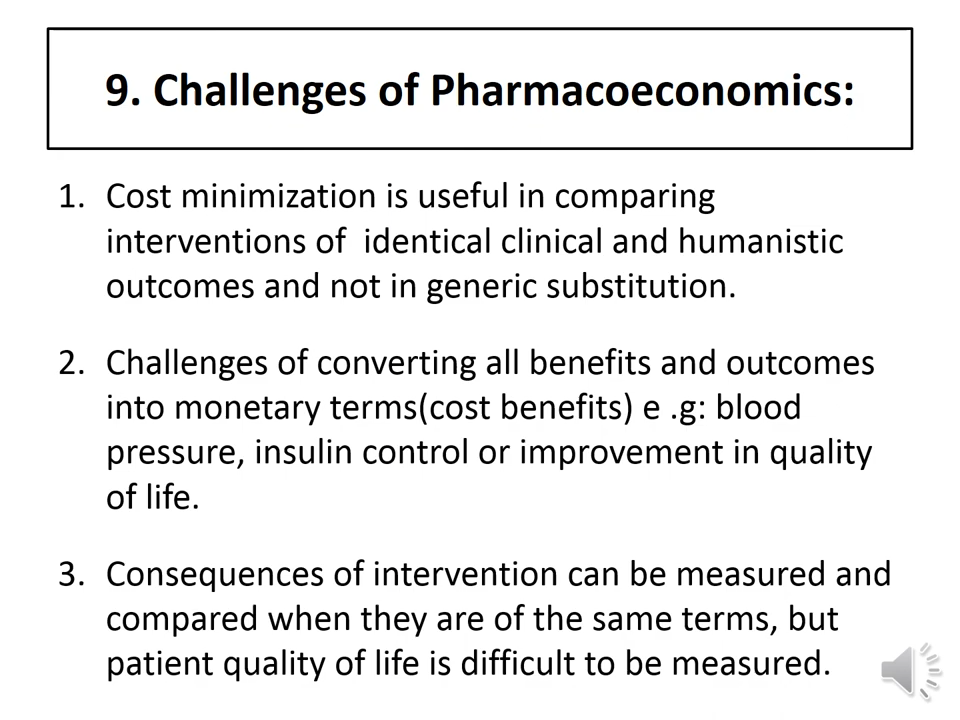 9. Challenges of Pharmacoeconomics:
1. Cost minimization is useful in comparing
interventions of  identical clinical and humanistic
outcomes and not in generic substitution.
2. Challenges of converting all benefits and outcomes
into monetary terms(cost benefits) e .g: blood
pressure, insulin control or improvement in quality
of life.
3. Consequences of intervention can be measured and
compared when they are of the same terms, but
patient quality of life is difficult to be measured.